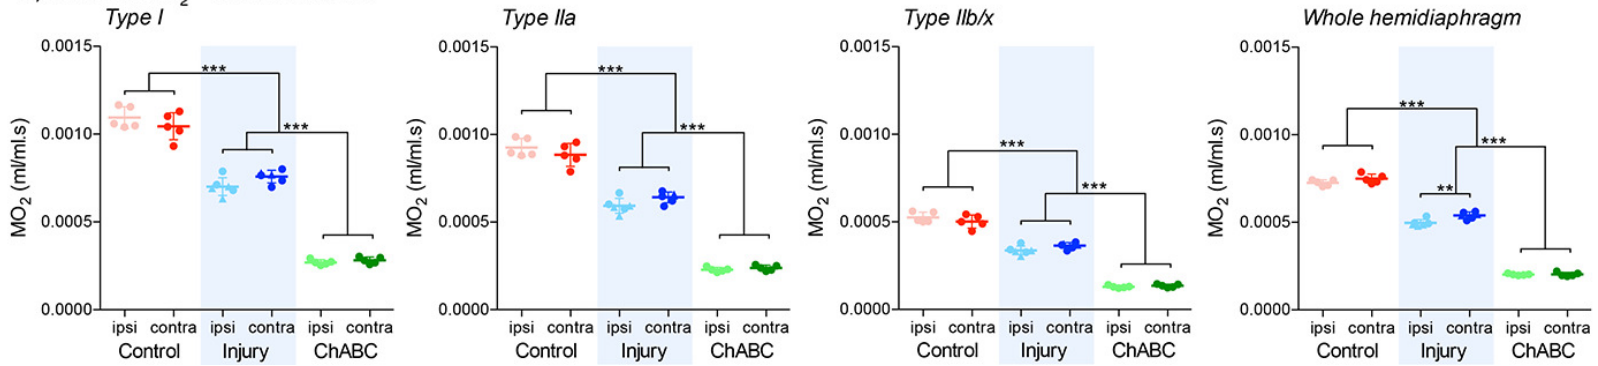 Type I
Type IIa
Type IIb/x
Whole hemidiaphragm
MO2 (ml/ml.s)
0.0015
0.0010
0.0005
0.0000
***
***
ipsi contra ipsi contra ipsi contra
Control Injury ChABC
MO2 (ml/ml.s)
0.0015
0.0010
0.0005
0.0000
***
***
ipsi contra ipsi contra ipsi contra
Control Injury ChABC
MO2 (ml/ml.s)
0.0015
0.0010
0.0005
0.0000
***
***
ipsi contra ipsi contra ipsi contra
Control Injury ChABC
MO2 (ml/ml.s)
0.0015
0.0010
0.0005
0.0000
***
***
**
ipsi contra ipsi contra ipsi contra
Control Injury ChABC